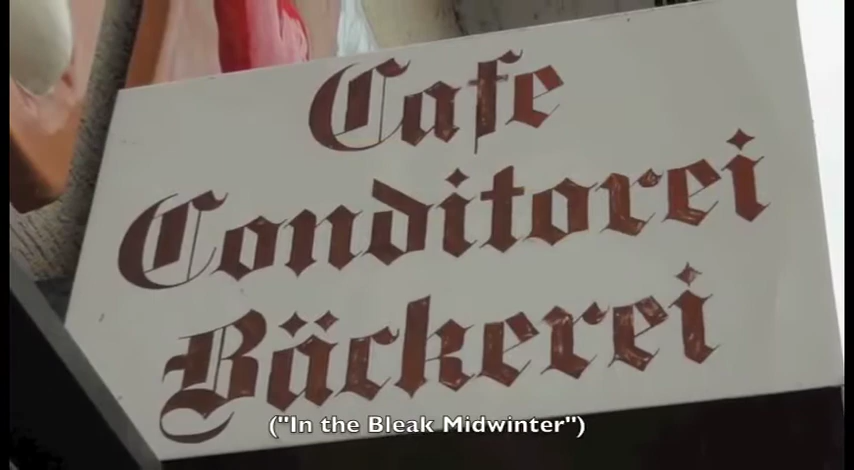 Cafe
Conditorei
Bäckerei
("In the Bleak Midwinter")